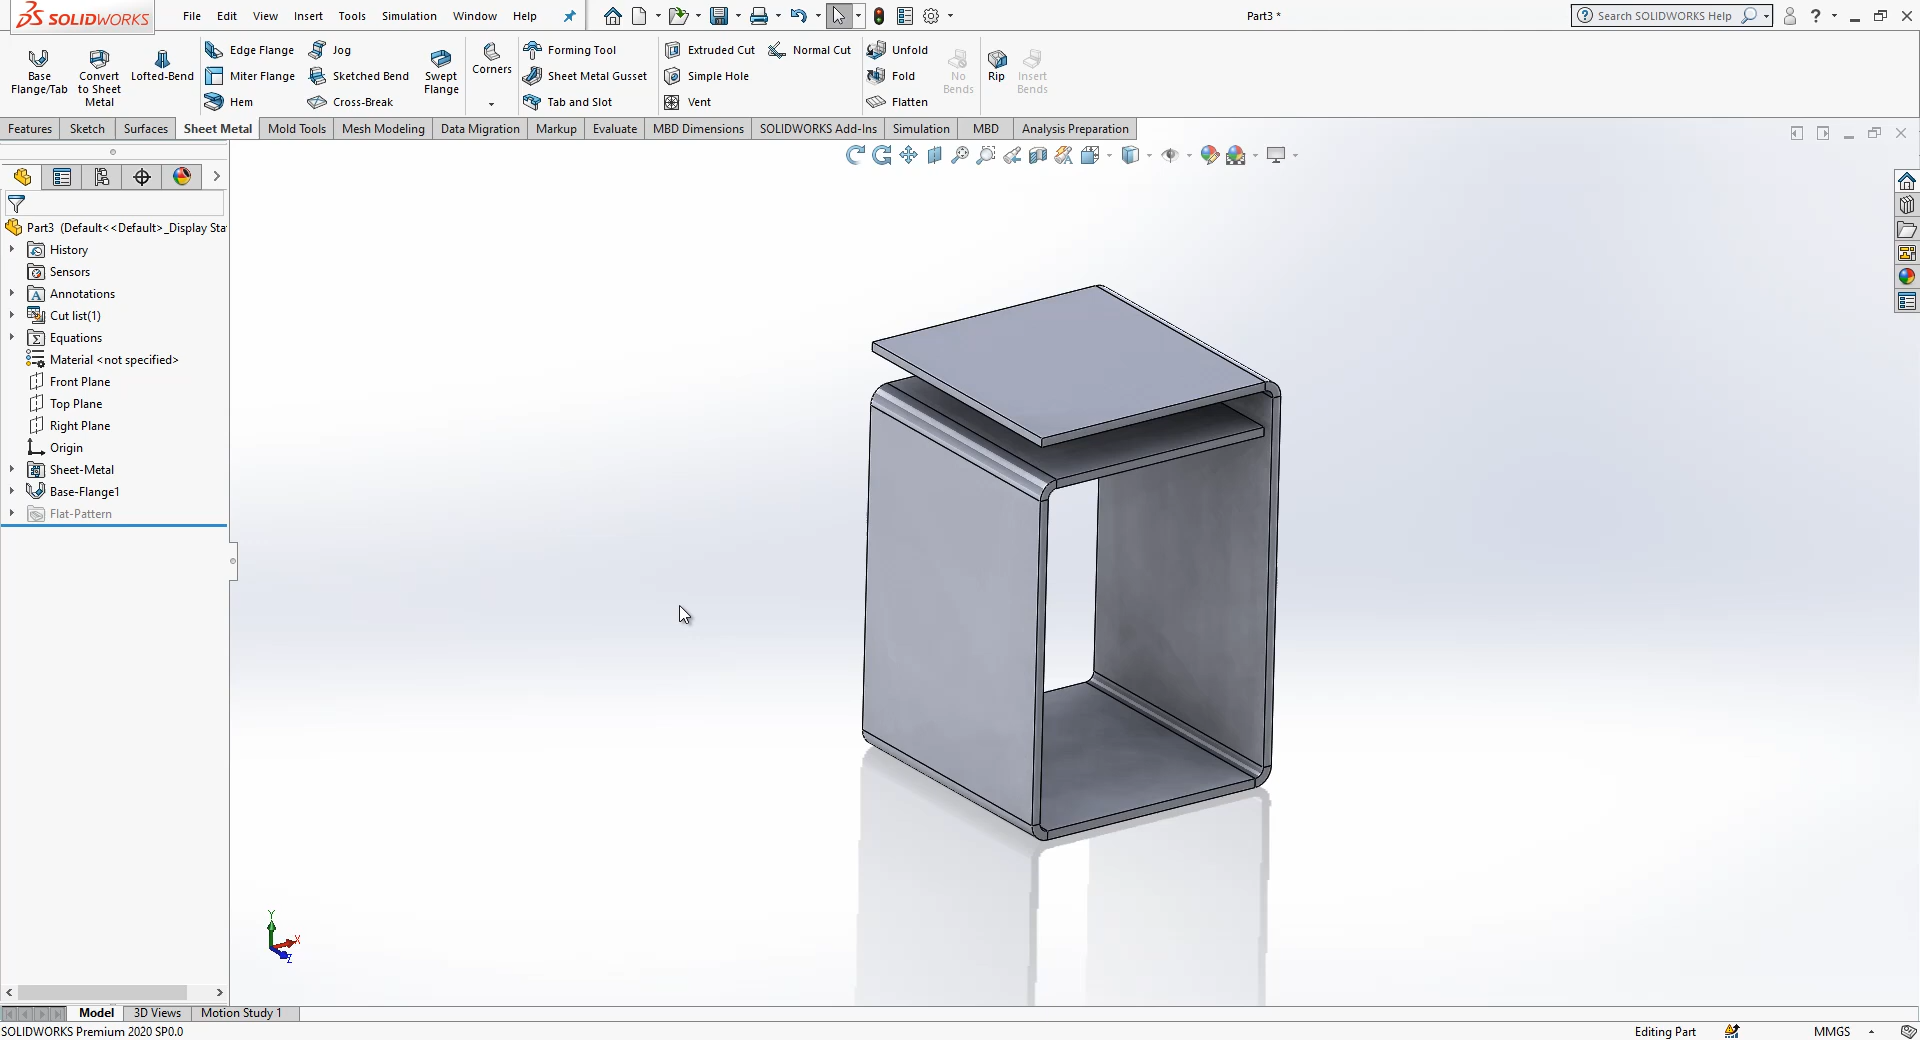 SOLIDWORKS File Edit View Insert Tools Simulation Window Help Part3 * Search SOLIDWORKS Help
Base Flange/Tab
Convert to Sheet Metal
Lofted-Bend
Edge Flange
Miter Flange
Hem
Jog
Sketched Bend
Cross-Break
Swept Flange
Corners
Forming Tool
Sheet Metal Gusset
Tab and Slot
Extruded Cut
Simple Hole
Vent
Normal Cut
Unfold
Fold
Flatten
No Bends
Rip
Insert Bends
Features Sketch Surfaces Sheet Metal Mold Tools Mesh Modeling Data Migration Markup Evaluate MBD Dimensions SOLIDWORKS Add-Ins Simulation MBD Analysis Preparation
Part3 (Default<<Default>_Display Sta
History
Sensors
Annotations
Cut list(1)
Equations
Material <not specified>
Front Plane
Top Plane
Right Plane
Origin
Sheet-Metal
Base-Flange1
Flat-Pattern
Y
X
Z
Model 3D Views Motion Study 1
SOLIDWORKS Premium 2020 SP0.0 Editing Part MMGS